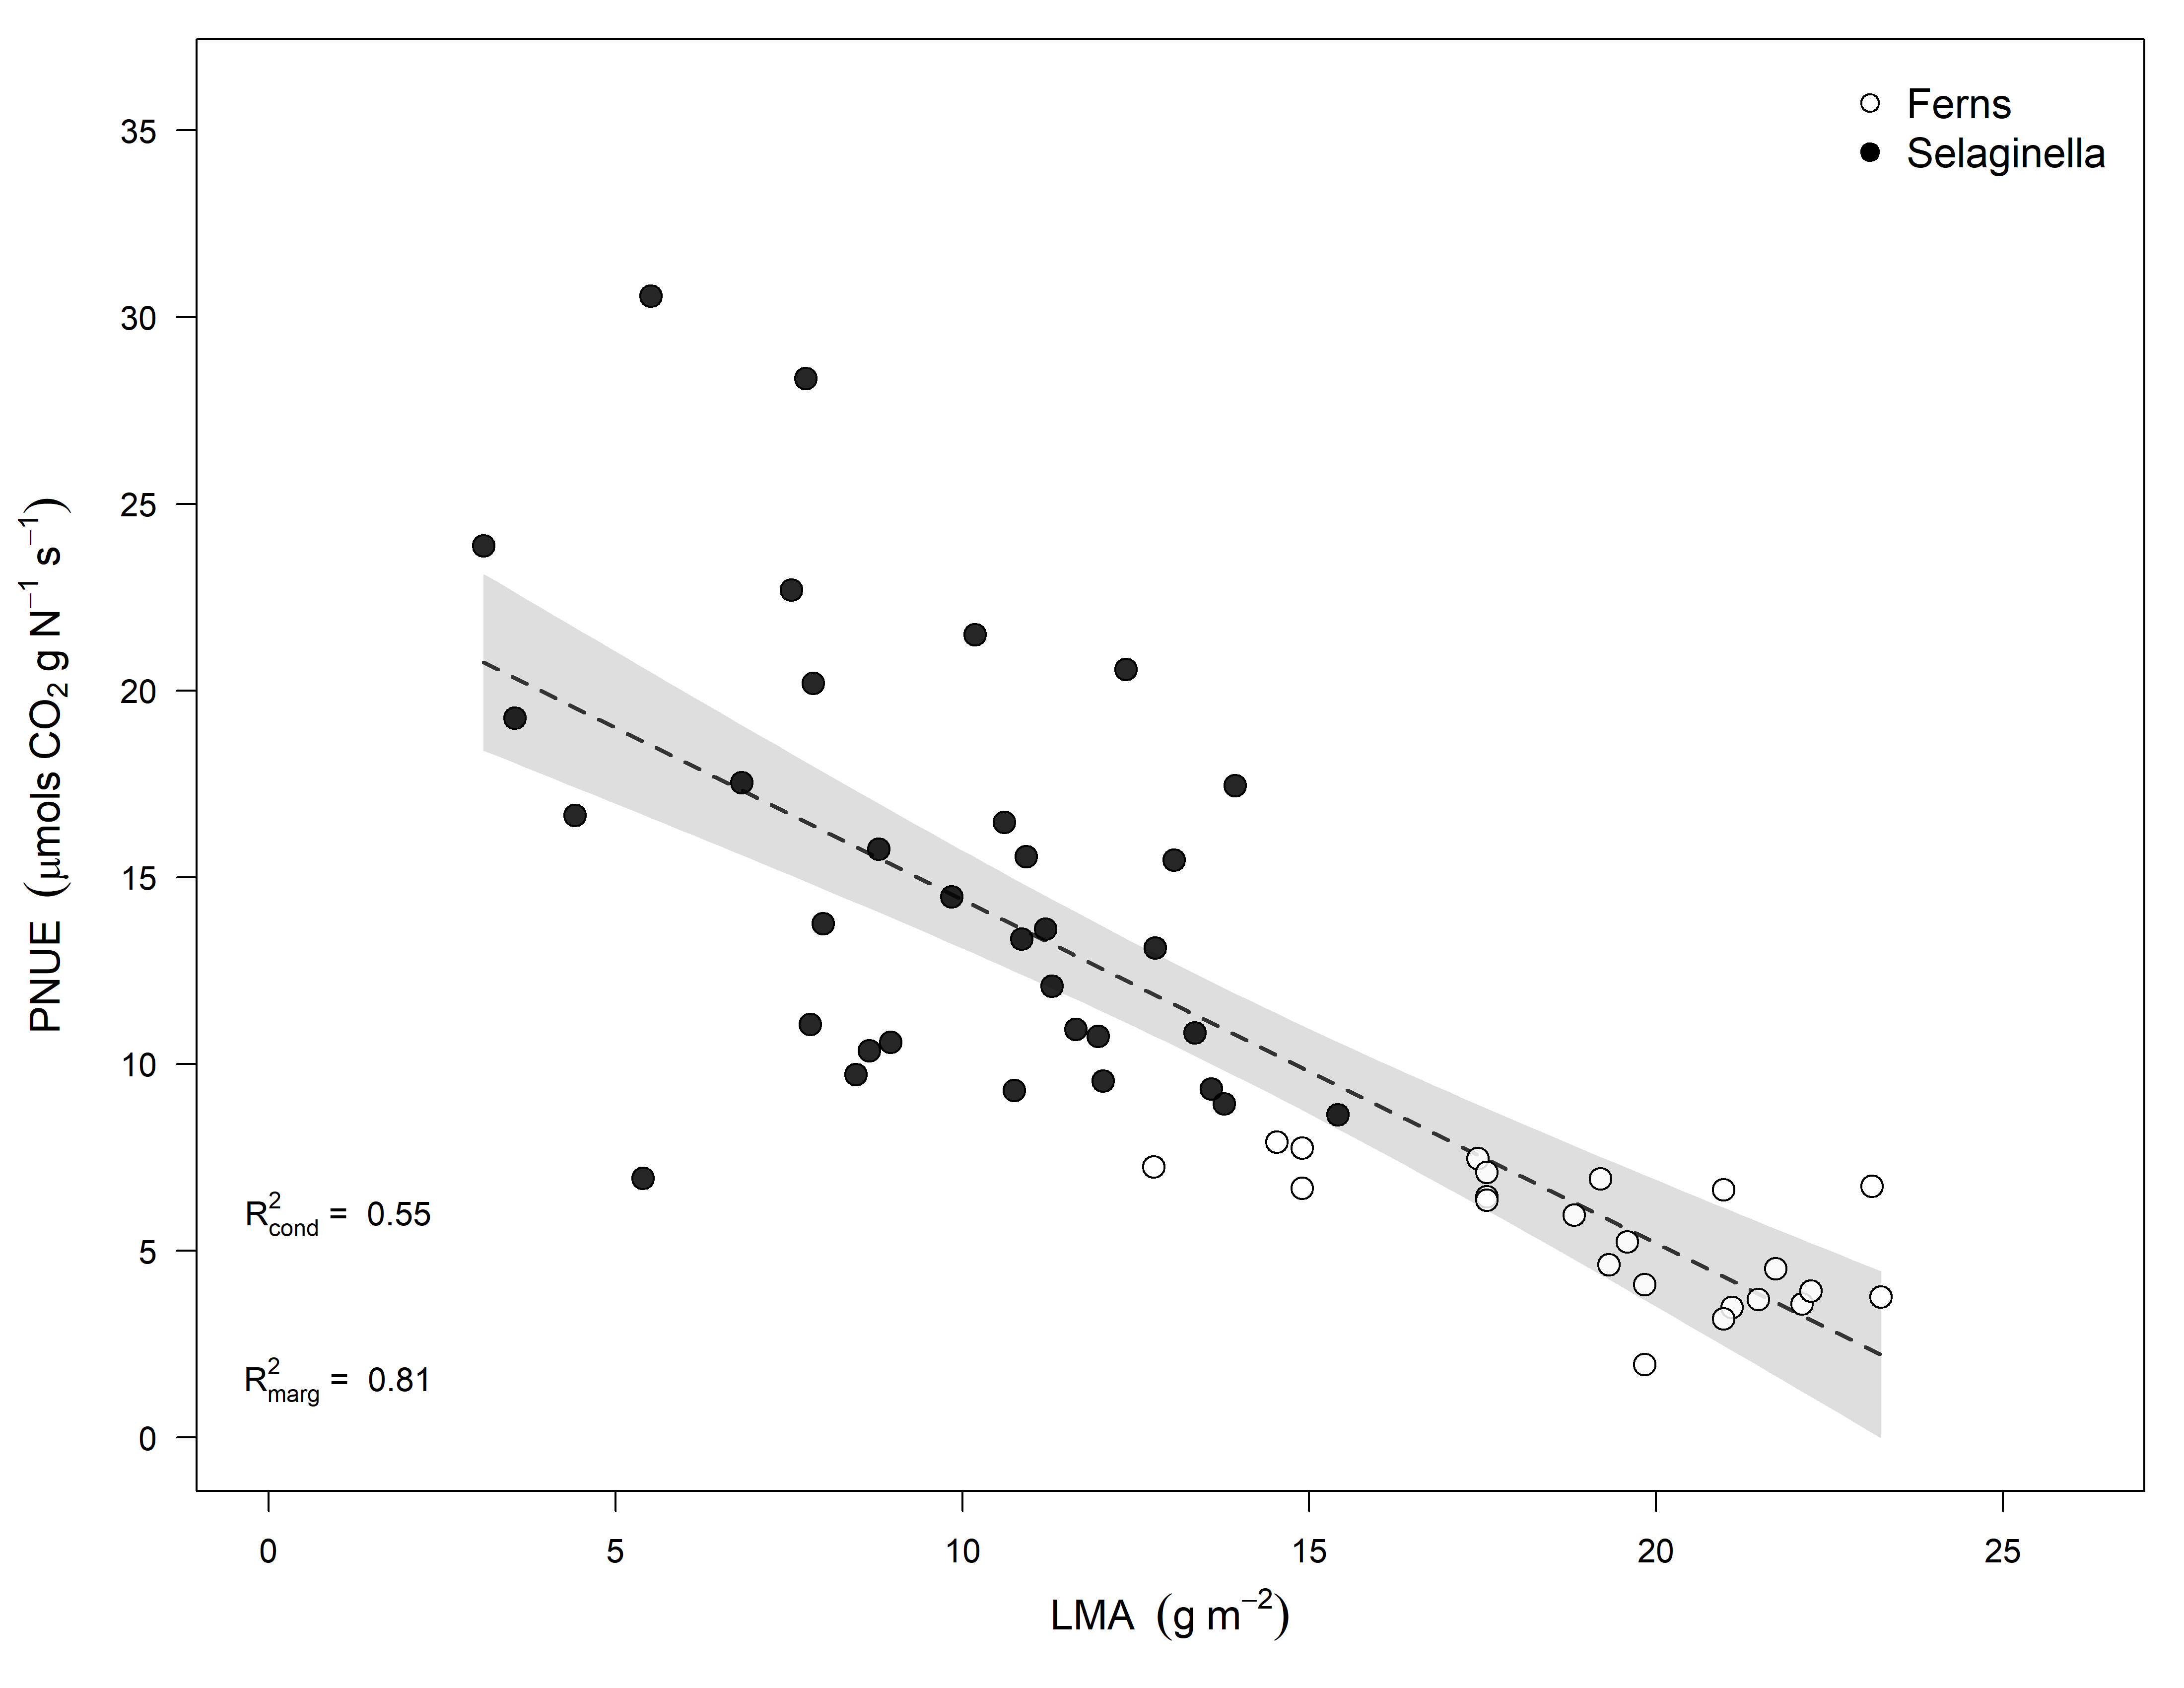 Ferns
Selaginella
35
30
25
20
15
10
5
0
PNUE (μmols CO₂ g N⁻¹ s⁻¹)
R²cond = 0.55
R²marg = 0.81
0 5 10 15 20 25
LMA (g m⁻²)